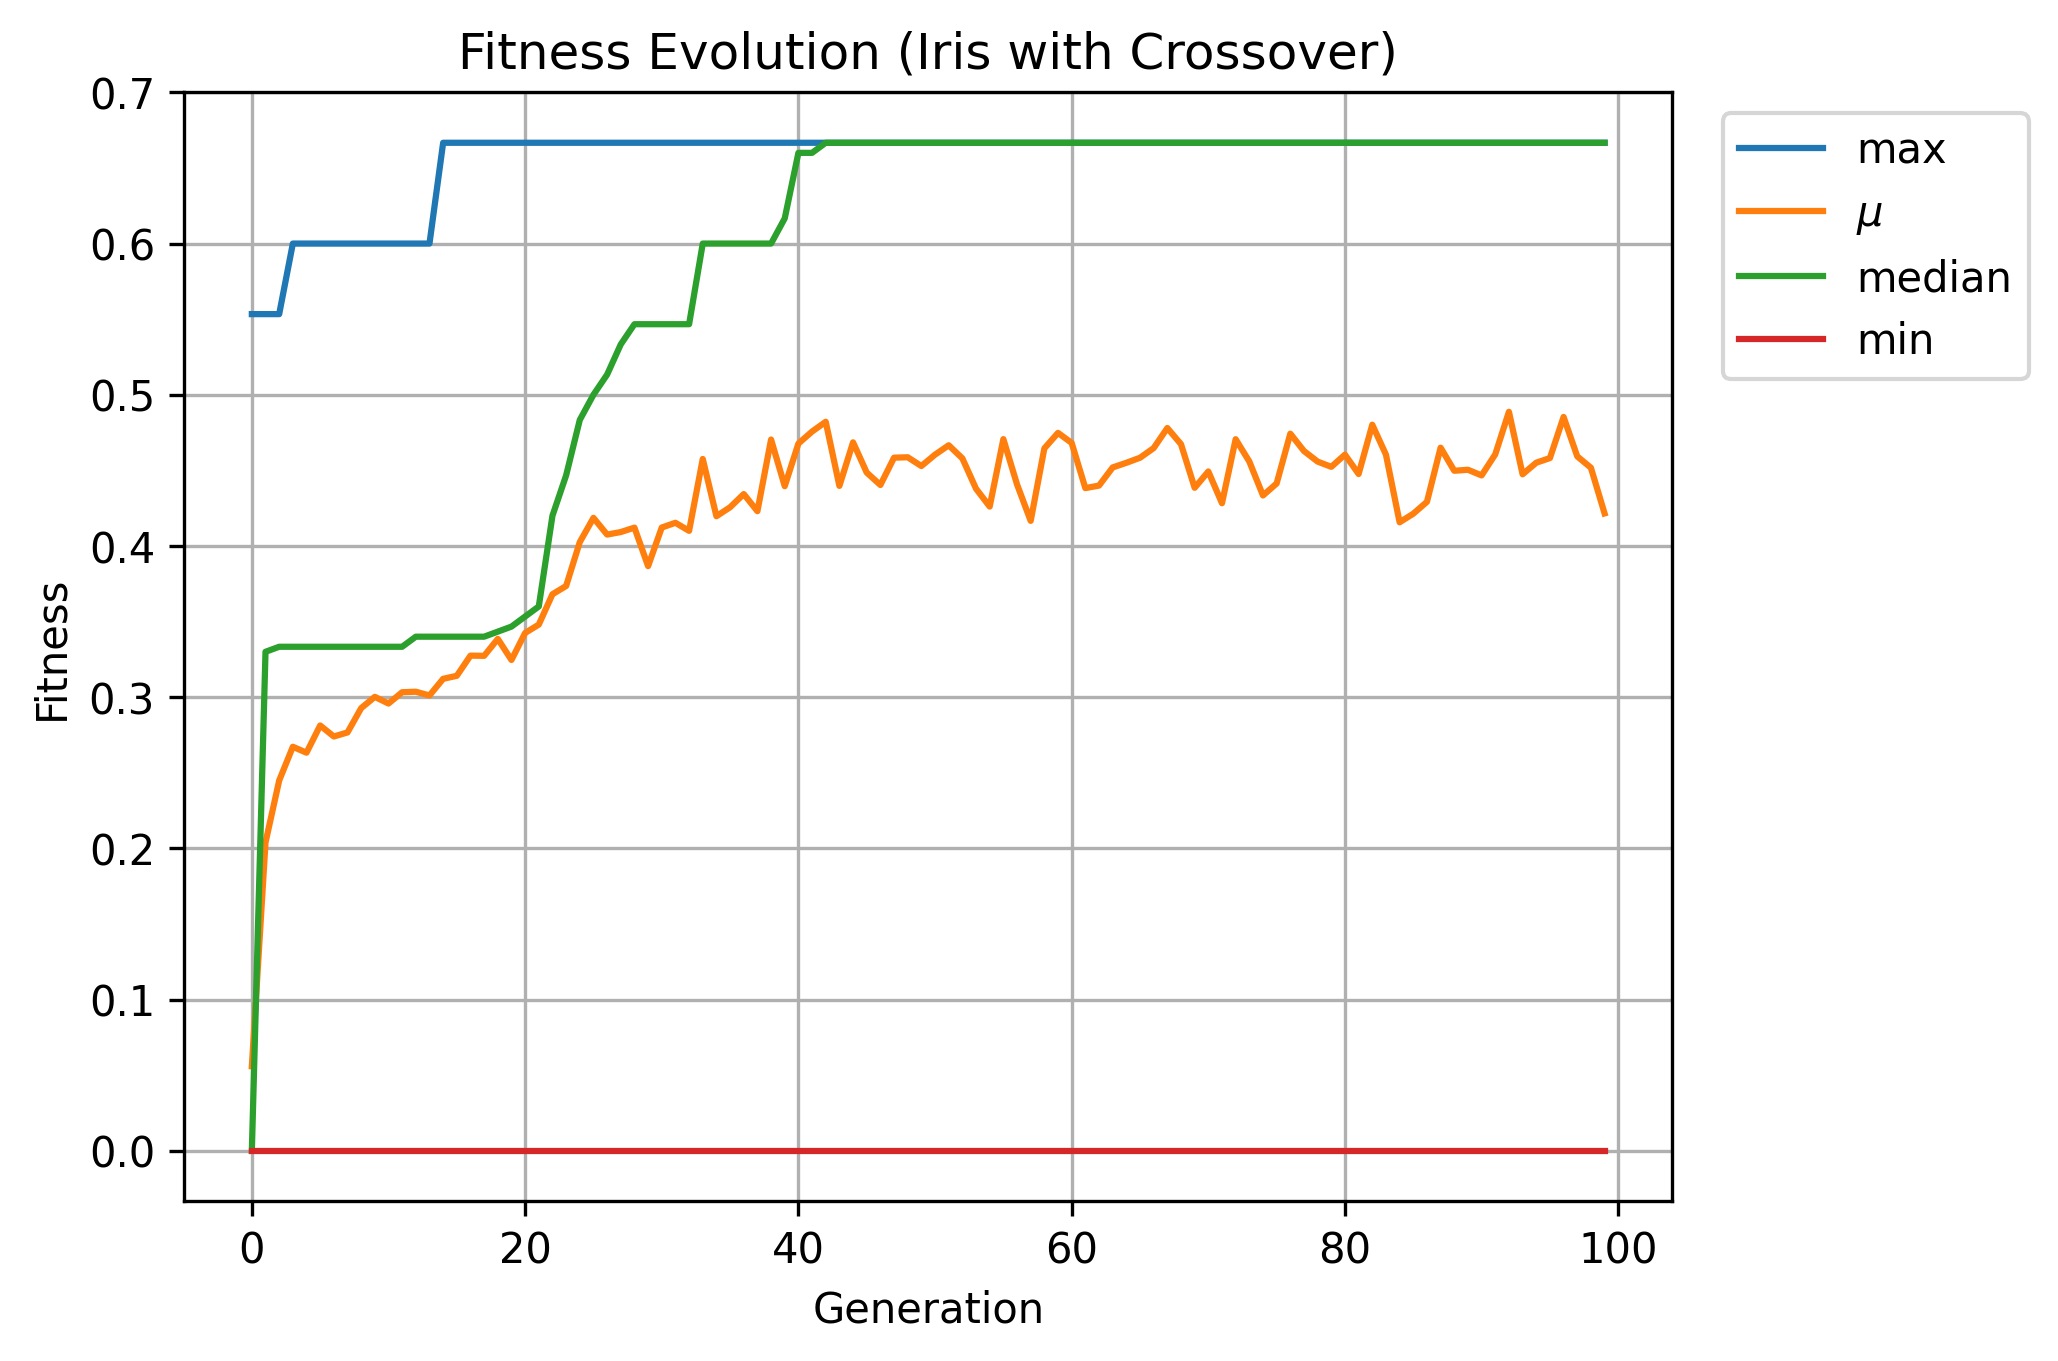 Fitness Evolution (Iris with Crossover)
0.7
0.6
0.5
0.4
0.3
0.2
0.1
0.0
Fitness
0 20 40 60 80 100
Generation
max
μ
median
min